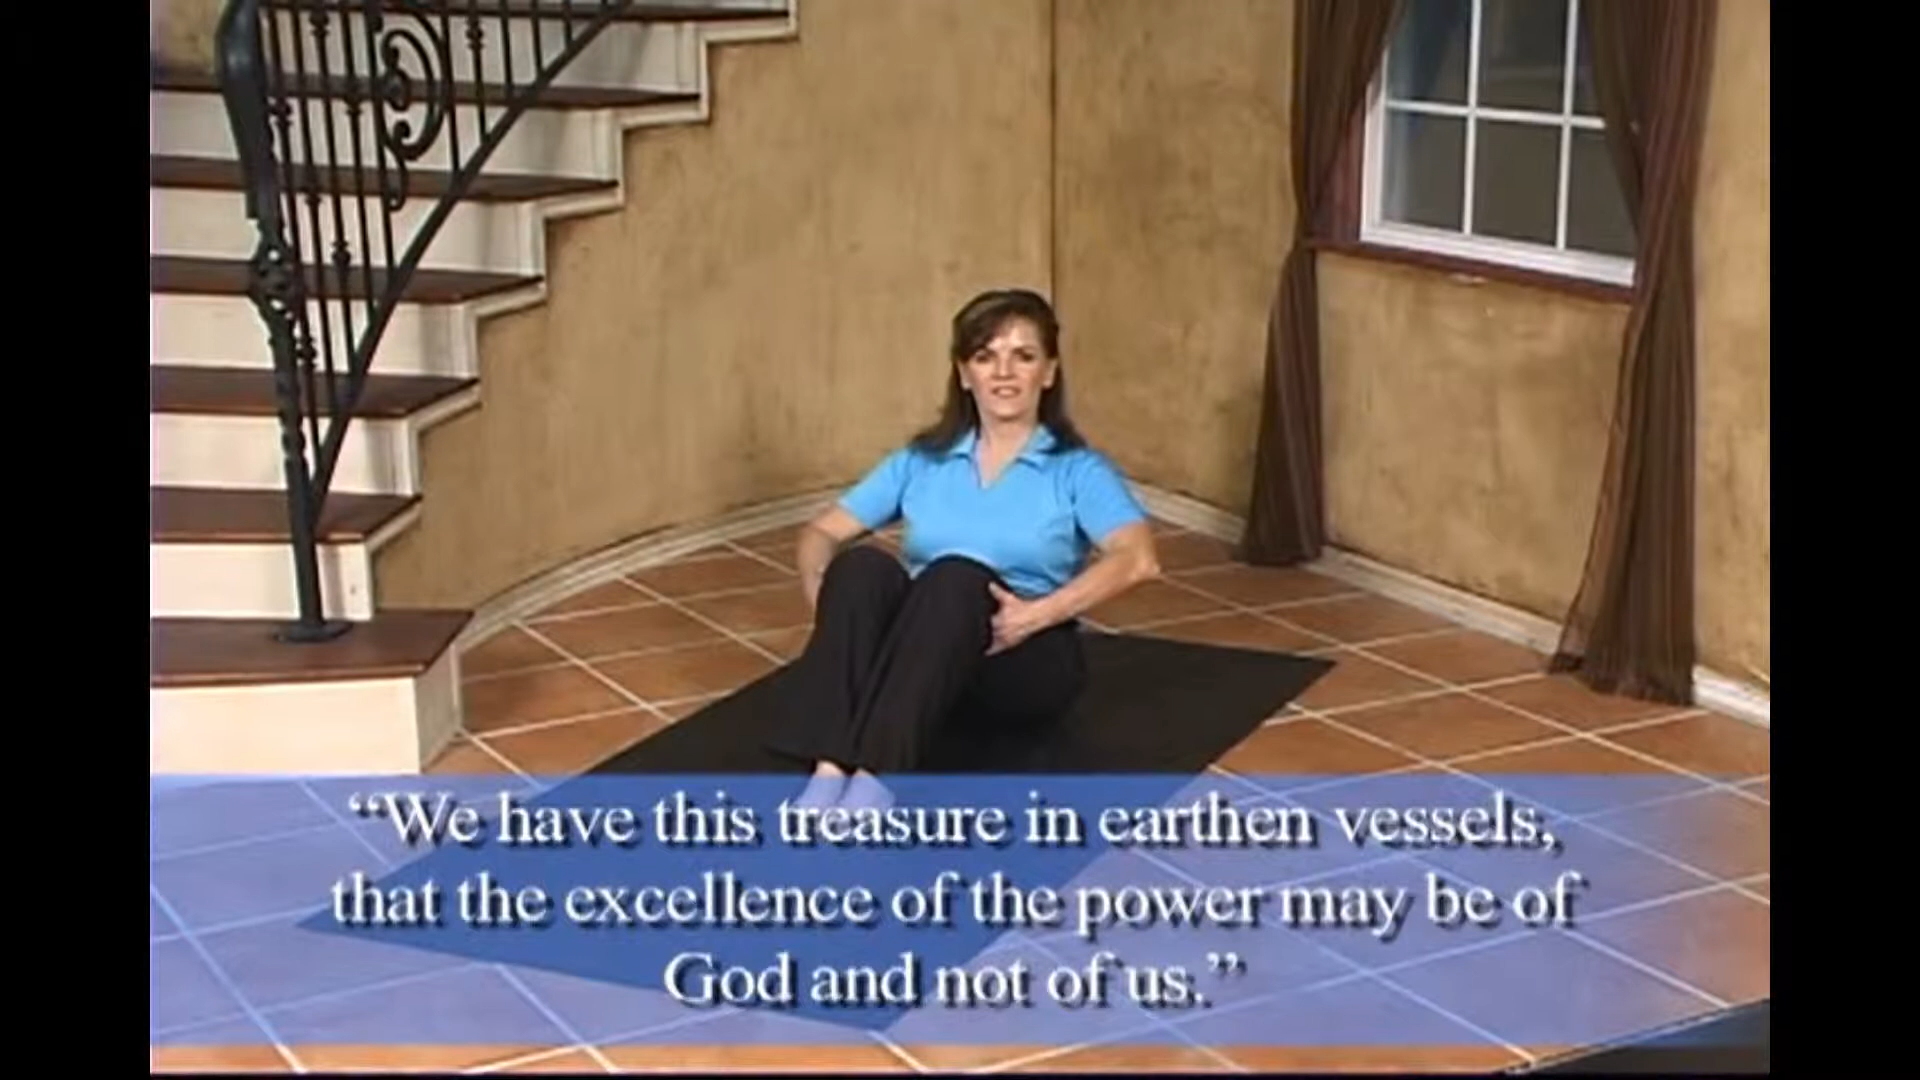 “We have this treasure in earthen vessels,
that the excellence of the power may be of
God and not of us.”